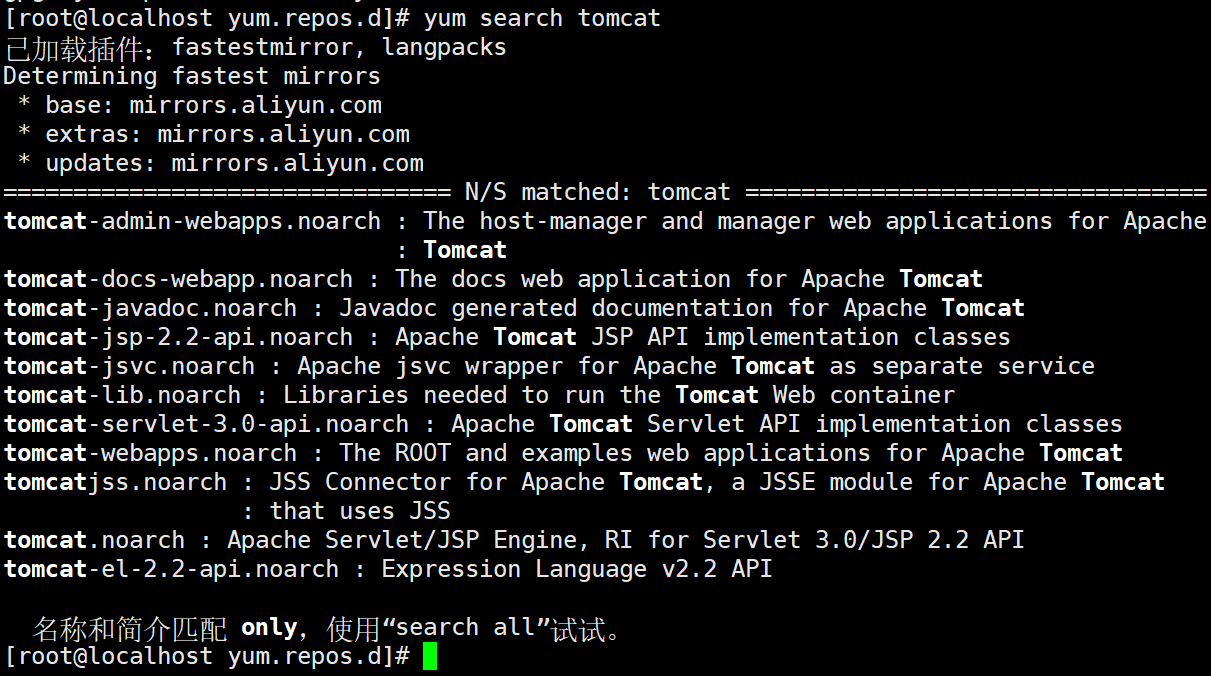 [root@localhost yum.repos.d]# yum search tomcat
已加载插件：fastestmirror, langpacks
Determining fastest mirrors
 * base: mirrors.aliyun.com
 * extras: mirrors.aliyun.com
 * updates: mirrors.aliyun.com
================================ N/S matched: tomcat =================================
tomcat-admin-webapps.noarch : The host-manager and manager web applications for Apache
                            : Tomcat
tomcat-docs-webapp.noarch : The docs web application for Apache Tomcat
tomcat-javadoc.noarch : Javadoc generated documentation for Apache Tomcat
tomcat-jsp-2.2-api.noarch : Apache Tomcat JSP API implementation classes
tomcat-jsvc.noarch : Apache jsvc wrapper for Apache Tomcat as separate service
tomcat-lib.noarch : Libraries needed to run the Tomcat Web container
tomcat-servlet-3.0-api.noarch : Apache Tomcat Servlet API implementation classes
tomcat-webapps.noarch : The ROOT and examples web applications for Apache Tomcat
tomcatjss.noarch : JSS Connector for Apache Tomcat, a JSSE module for Apache Tomcat
                 : that uses JSS
tomcat.noarch : Apache Servlet/JSP Engine, RI for Servlet 3.0/JSP 2.2 API
tomcat-el-2.2-api.noarch : Expression Language v2.2 API
  名称和简介匹配 only，使用“search all”试试。
[root@localhost yum.repos.d]#